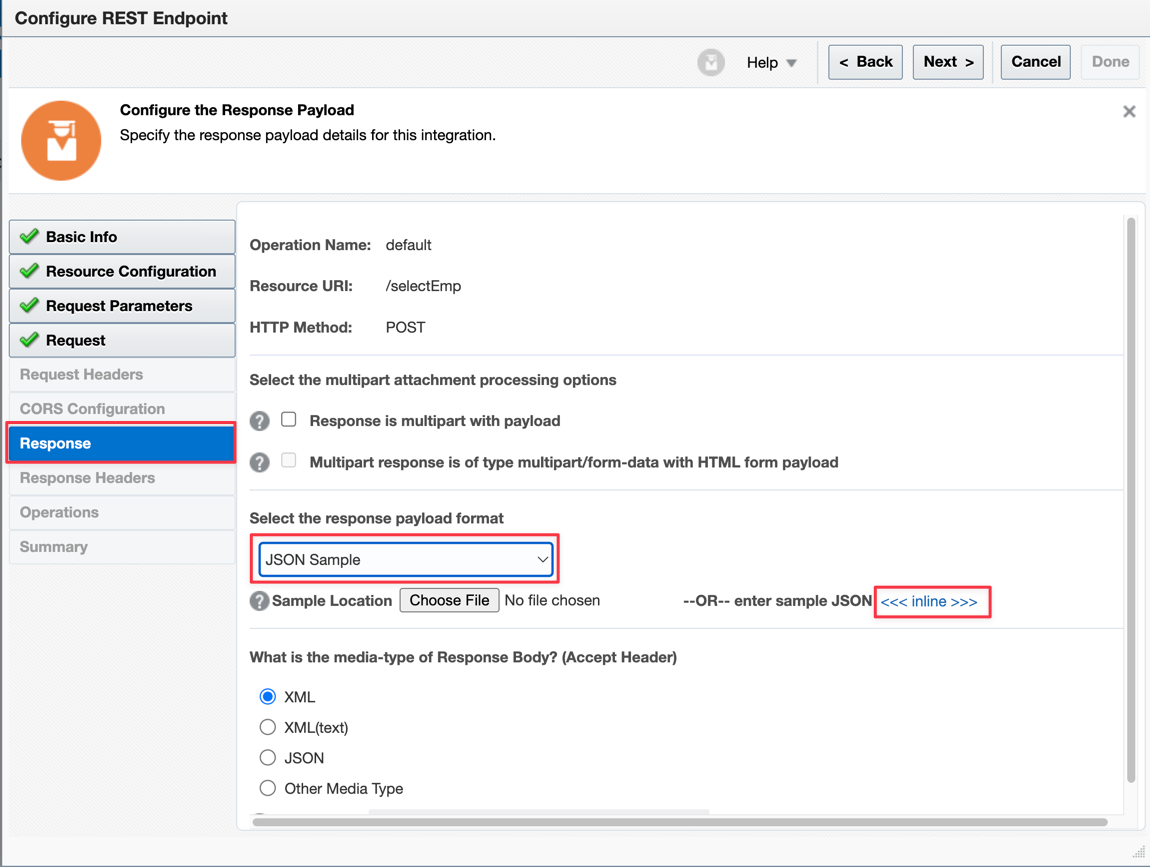 Configure REST Endpoint
Help
< Back
Next >
Cancel
Done
Configure the Response Payload
Specify the response payload details for this integration.
Basic Info
Resource Configuration
Request Parameters
Request
Request Headers
CORS Configuration
Response
Response Headers
Operations
Summary
Operation Name: default
Resource URI: /selectEmp
HTTP Method: POST
Select the multipart attachment processing options
? Response is multipart with payload
? Multipart response is of type multipart/form-data with HTML form payload
Select the response payload format
JSON Sample
? Sample Location Choose File No file chosen --OR-- enter sample JSON <<< inline >>>
What is the media-type of Response Body? (Accept Header)
XML
XML(text)
JSON
Other Media Type